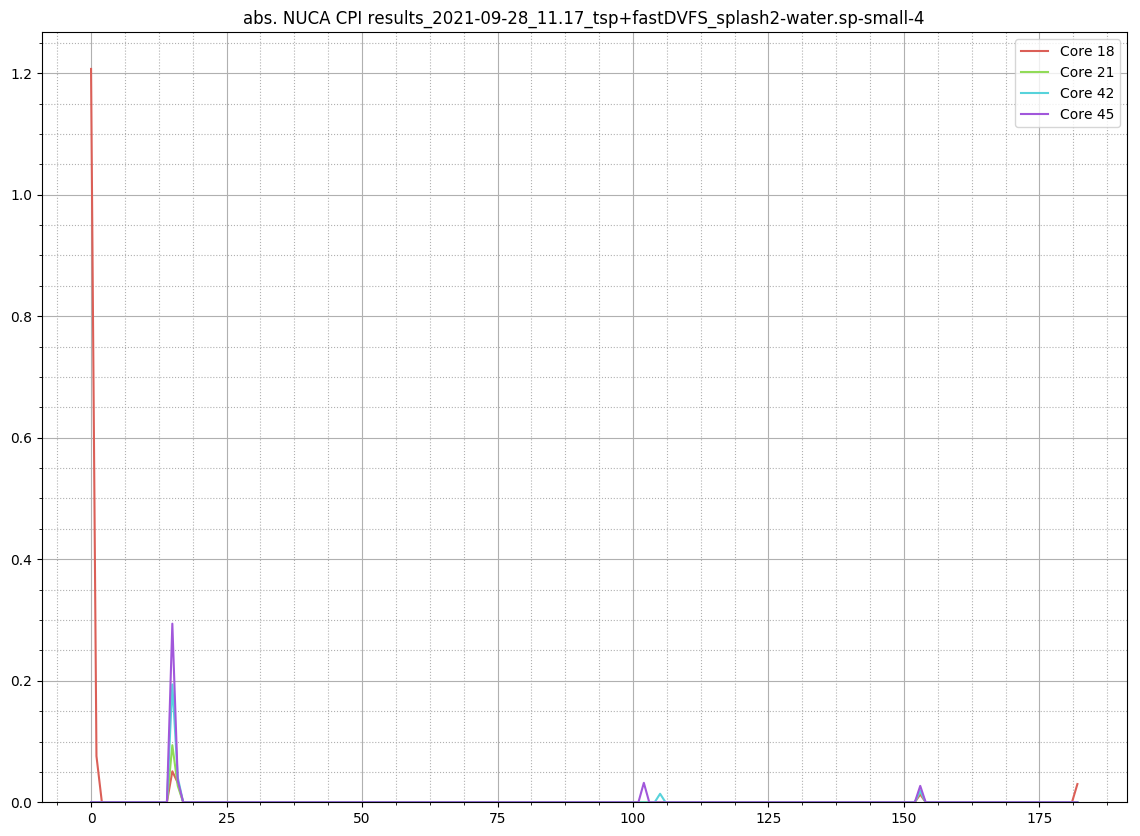 abs. NUCA CPI results_2021-09-28_11.17_tsp+fastDVFS_splash2-water.sp-small-4
Core 18
Core 21
Core 42
Core 45
1.2
1.0
0.8
0.6
0.4
0.2
0.0
0 25 50 75 100 125 150 175